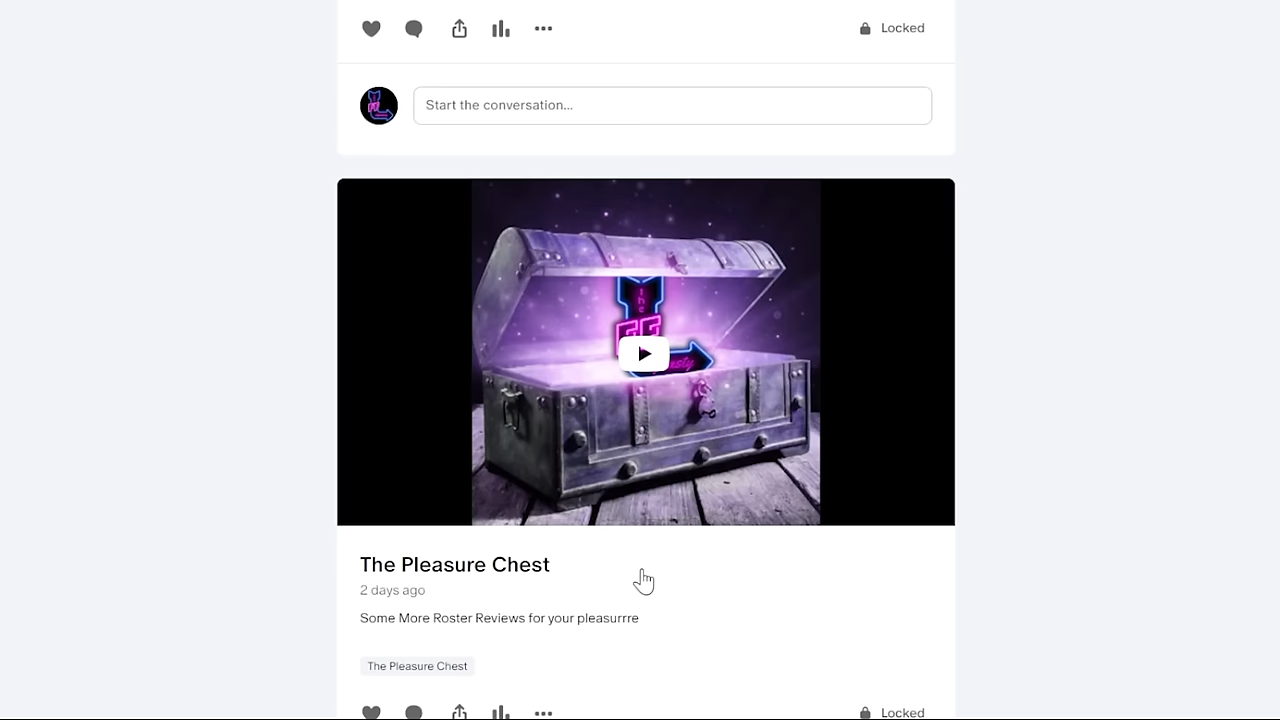 Locked
Start the conversation...
the
The Pleasure Chest
2 days ago
Some More Roster Reviews for your pleasurrre
The Pleasure Chest
Locked